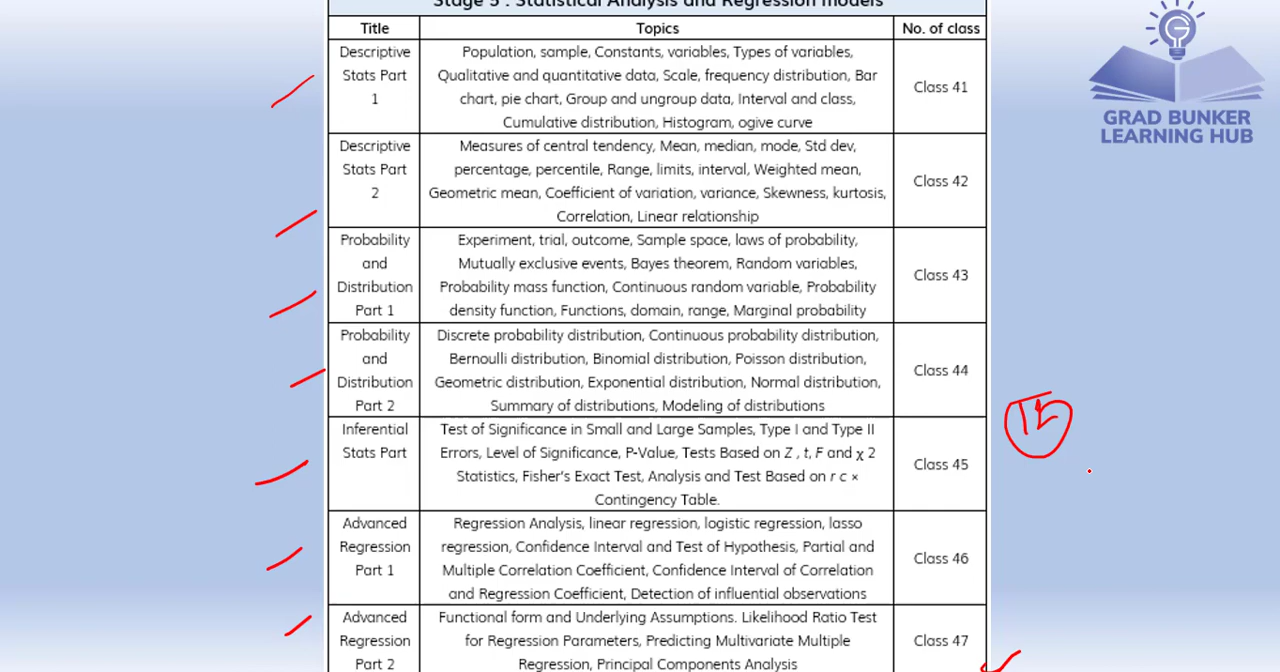 Stage 5 : Statistical Analysis and Regression models
Title Topics No. of class
Descriptive Stats Part 1
Population, sample, Constants, variables, Types of variables,
Qualitative and quantitative data, Scale, frequency distribution, Bar
chart, pie chart, Group and ungroup data, Interval and class,
Cumulative distribution, Histogram, ogive curve
Class 41
Descriptive Stats Part 2
Measures of central tendency, Mean, median, mode, Std dev,
percentage, percentile, Range, limits, interval, Weighted mean,
Geometric mean, Coefficient of variation, variance, Skewness, kurtosis,
Correlation, Linear relationship
Class 42
Probability and Distribution Part 1
Experiment, trial, outcome, Sample space, laws of probability,
Mutually exclusive events, Bayes theorem, Random variables,
Probability mass function, Continuous random variable, Probability
density function, Functions, domain, range, Marginal probability
Class 43
Probability and Distribution Part 2
Discrete probability distribution, Continuous probability distribution,
Bernoulli distribution, Binomial distribution, Poisson distribution,
Geometric distribution, Exponential distribution, Normal distribution,
Summary of distributions, Modeling of distributions
Class 44
Inferential Stats Part
Test of Significance in Small and Large Samples, Type I and Type II
Errors, Level of Significance, P-Value, Tests Based on Z , t, F and χ 2
Statistics, Fisher's Exact Test, Analysis and Test Based on r c ×
Contingency Table.
Class 45
Advanced Regression Part 1
Regression Analysis, linear regression, logistic regression, lasso
regression, Confidence Interval and Test of Hypothesis, Partial and
Multiple Correlation Coefficient, Confidence Interval of Correlation
and Regression Coefficient, Detection of influential observations
Class 46
Advanced Regression Part 2
Functional form and Underlying Assumptions. Likelihood Ratio Test
for Regression Parameters, Predicting Multivariate Multiple
Regression, Principal Components Analysis
Class 47
GRAD BUNKER
LEARNING HUB